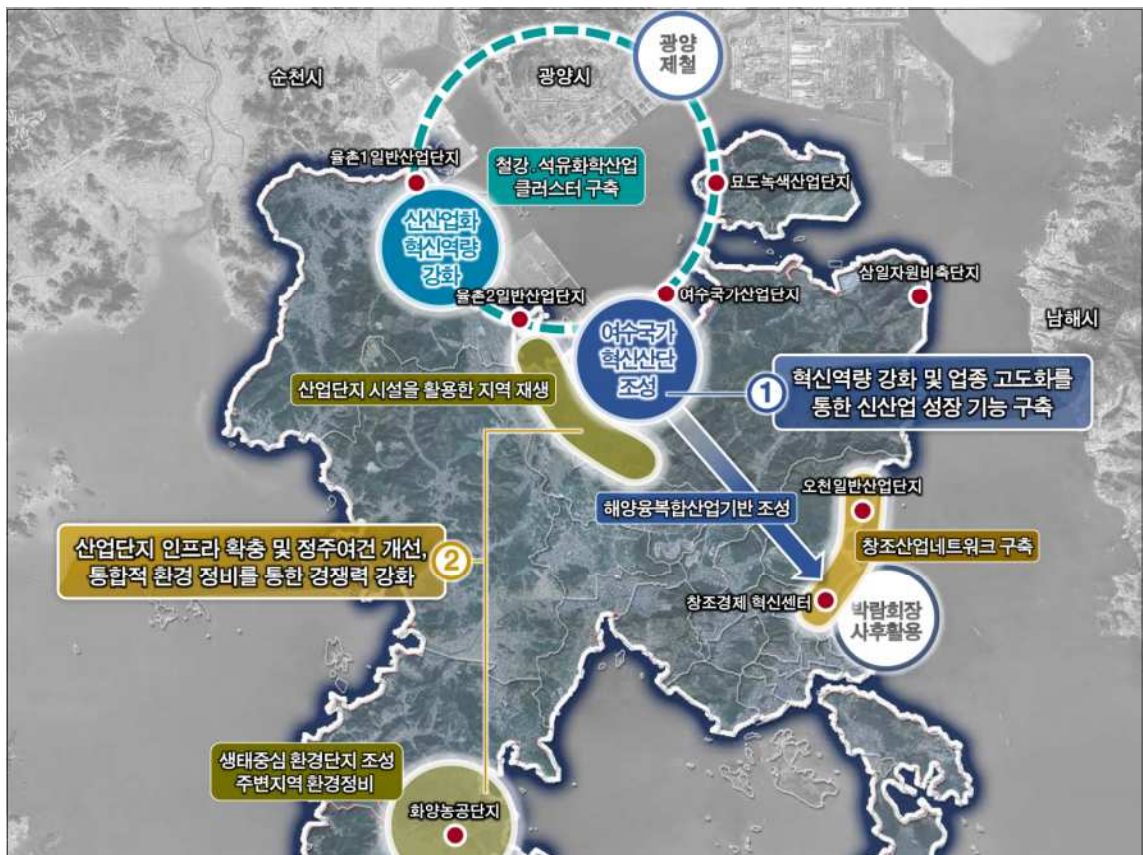 광양
제철
순천시
광양시
율촌1일반산업단지
철강.석유화학산업
클러스터 구축
묘도녹색산업단지
신산업화
혁신역량
강화
삼일자원비축단지
율촌2일반산업단지
여수국가산업단지
남해시
여수국가
혁신산단
조성
산업단지 시설을 활용한 지역 재생
1
혁신역량 강화 및 업종 고도화를
통한 신산업 성장 기능 구축
오천일반산업단지
해양융복합산업기반 조성
산업단지 인프라 확충 및 정주여건 개선,
통합적 환경 정비를 통한 경쟁력 강화
2
창조산업네트워크 구축
창조경제 혁신센터
박람회장
사후활용
생태중심 환경단지 조성
주변지역 환경정비
화양농공단지